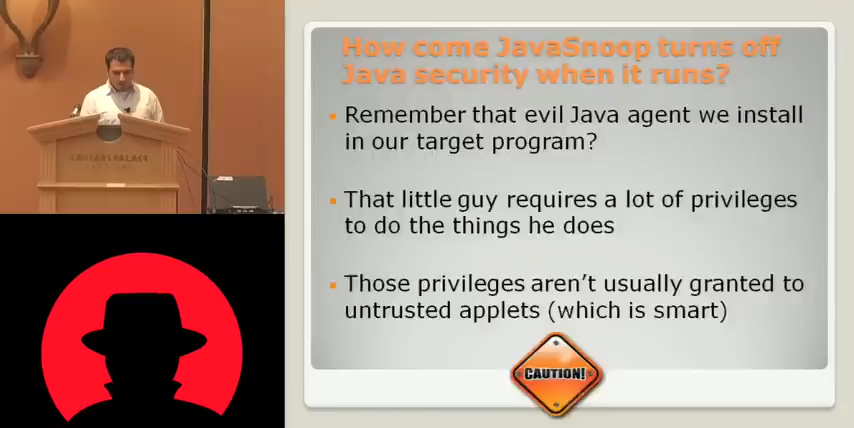 How come JavaSnoop turns off
Java security when it runs?
Remember that evil Java agent we install
in our target program?
That little guy requires a lot of privileges
to do the things he does
Those privileges aren't usually granted to
untrusted applets (which is smart)
CAUTION!
CAESARS PALACE